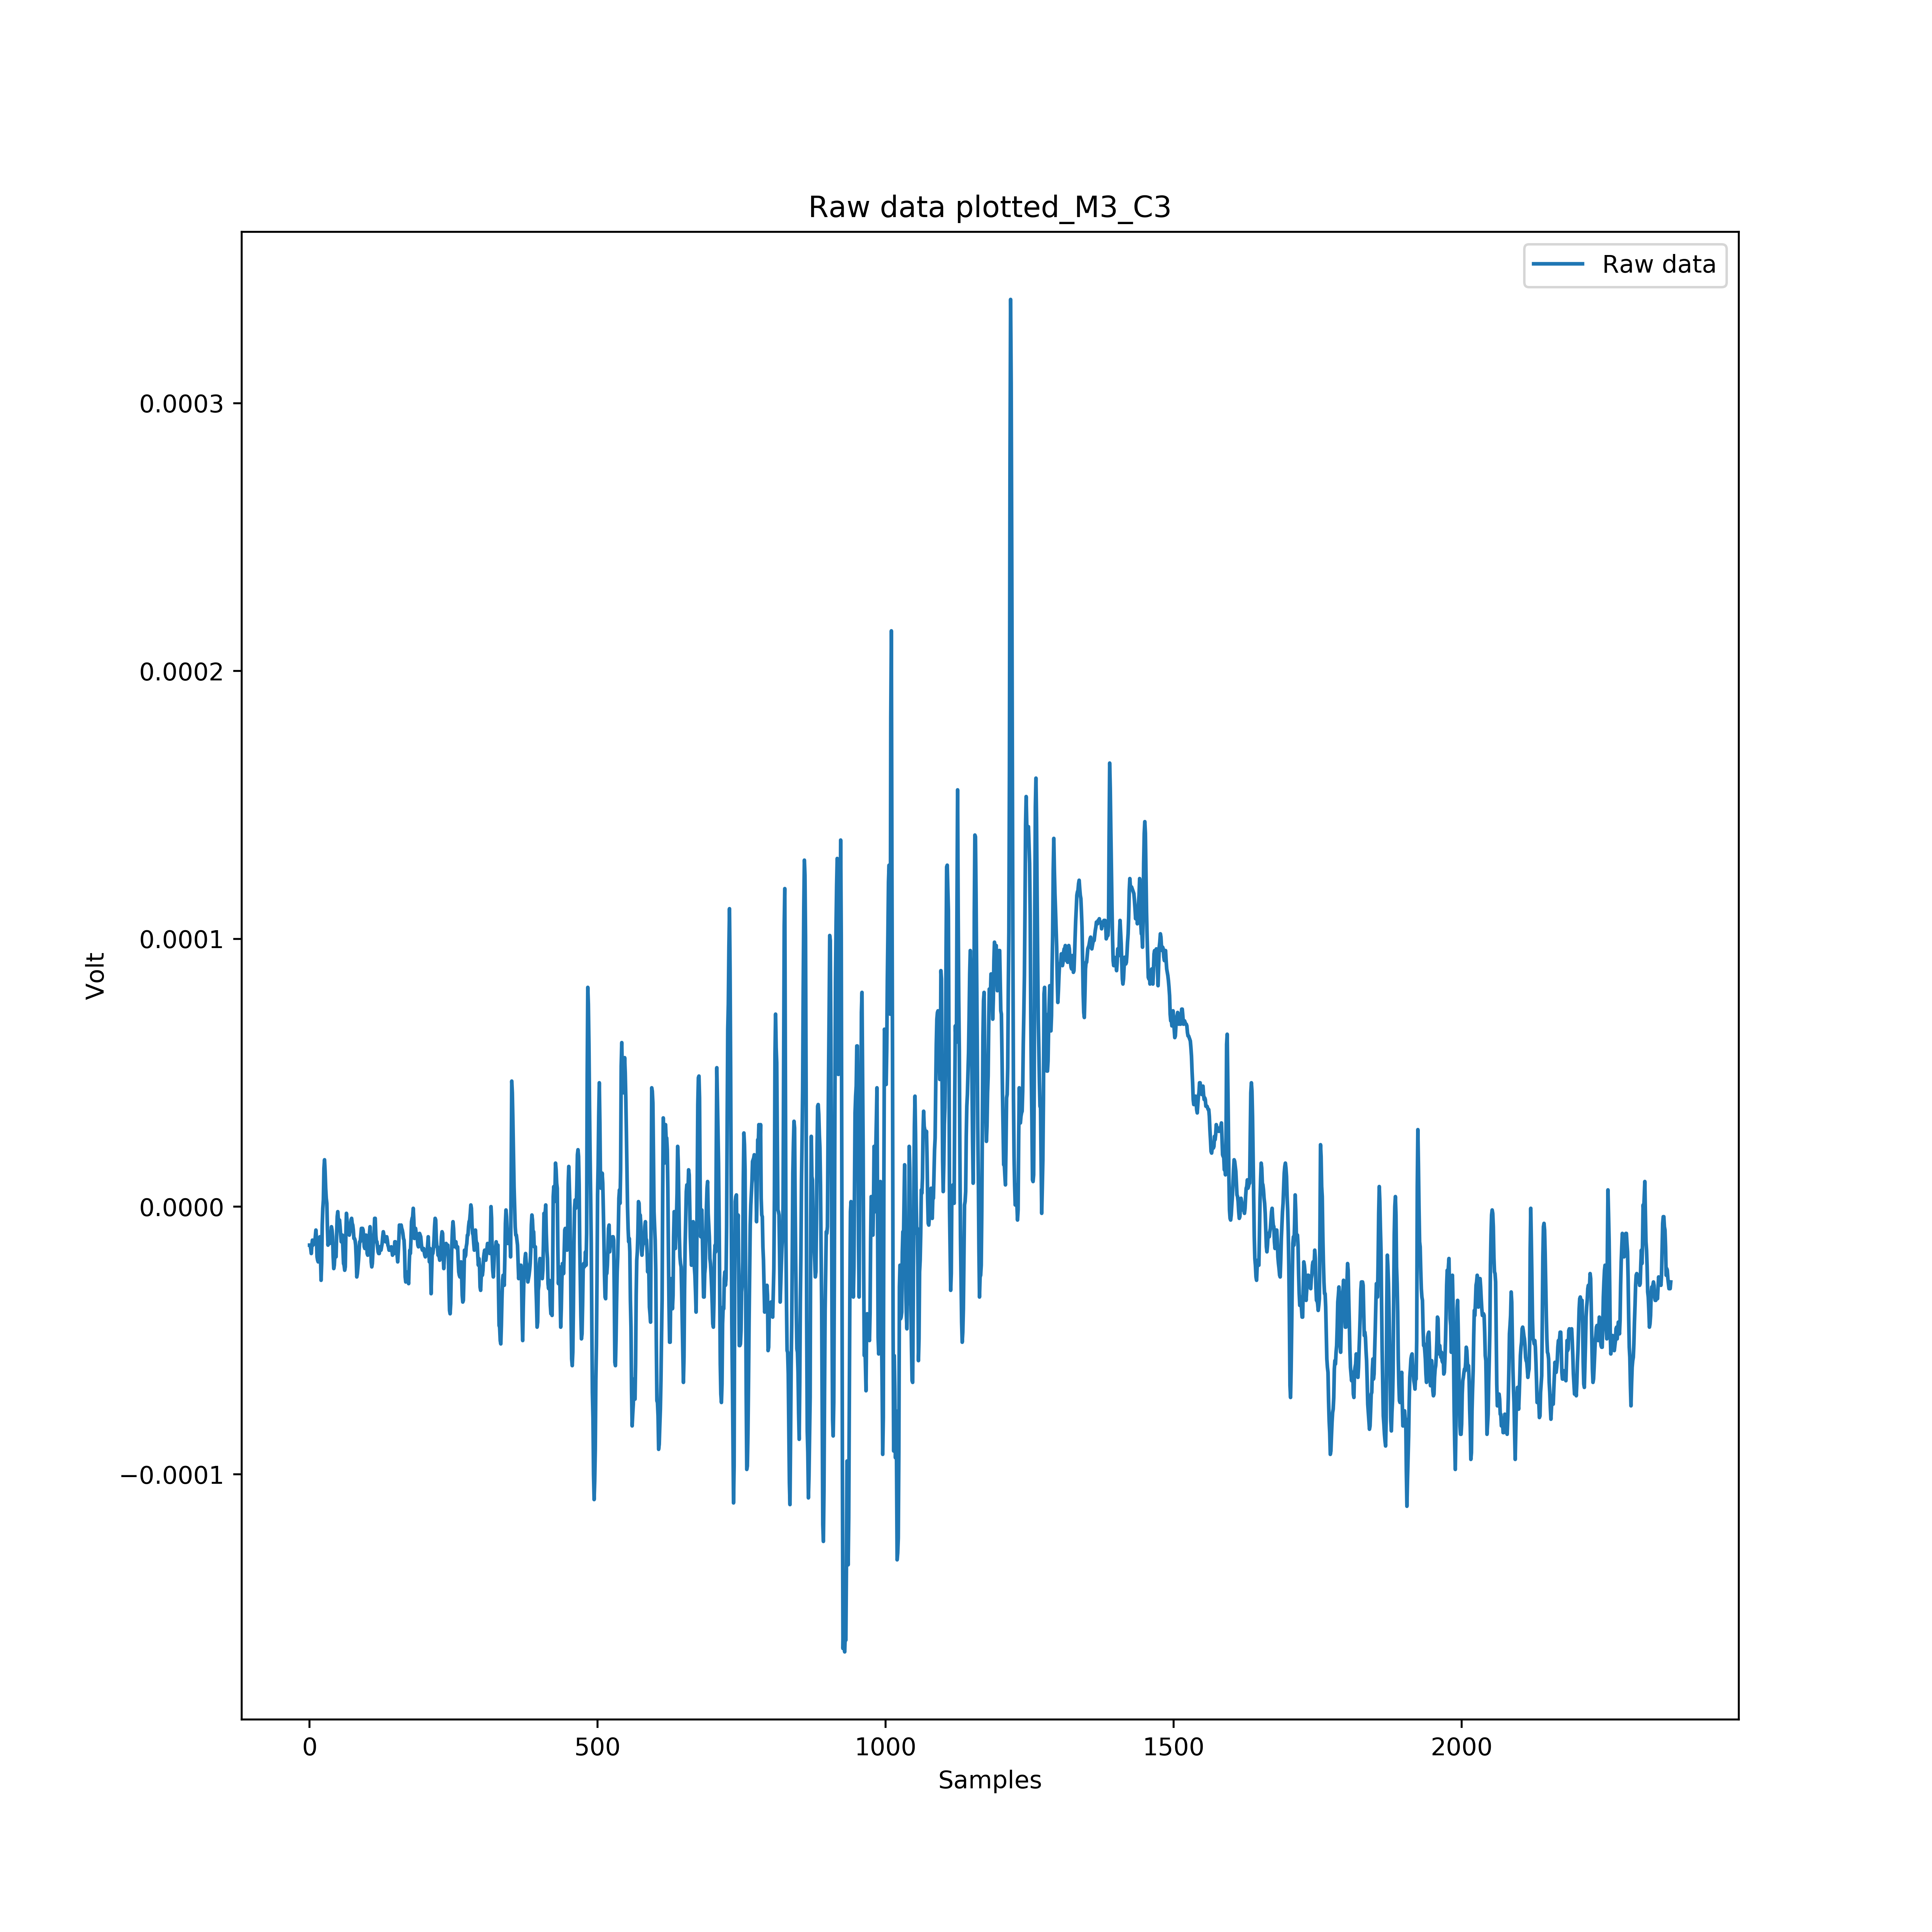 Raw data plotted_M3_C3
Raw data
0.0003
0.0002
0.0001
0.0000
−0.0001
Volt
0
500
1000
1500
2000
Samples